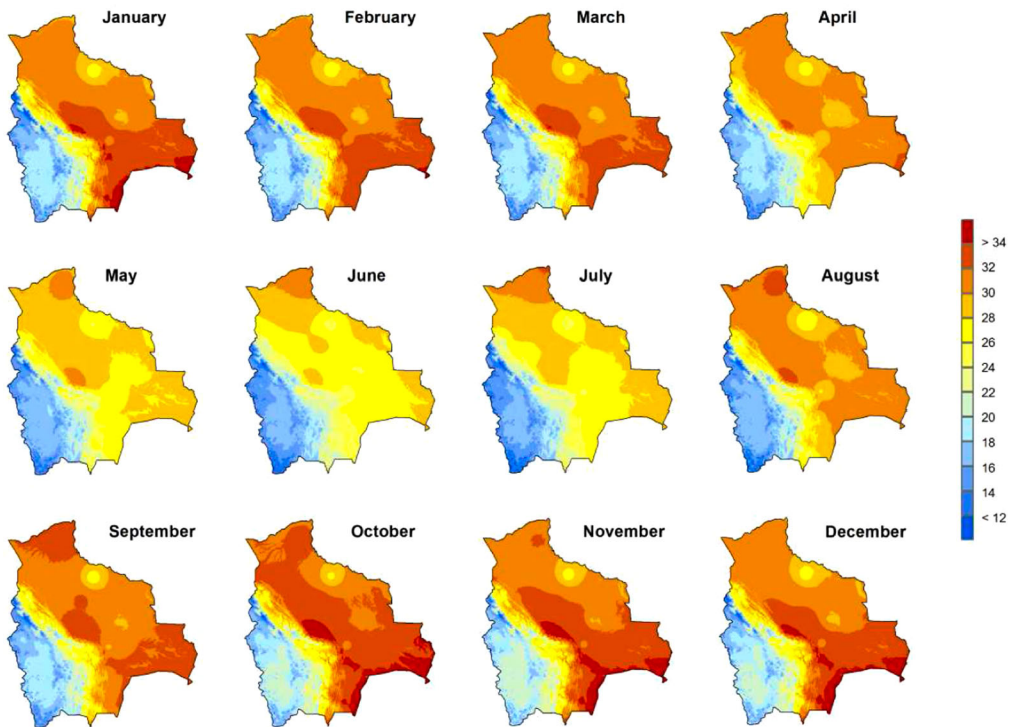 January
February
March
April
May
June
July
August
September
October
November
December
> 34
32
30
28
26
24
22
20
18
16
14
< 12